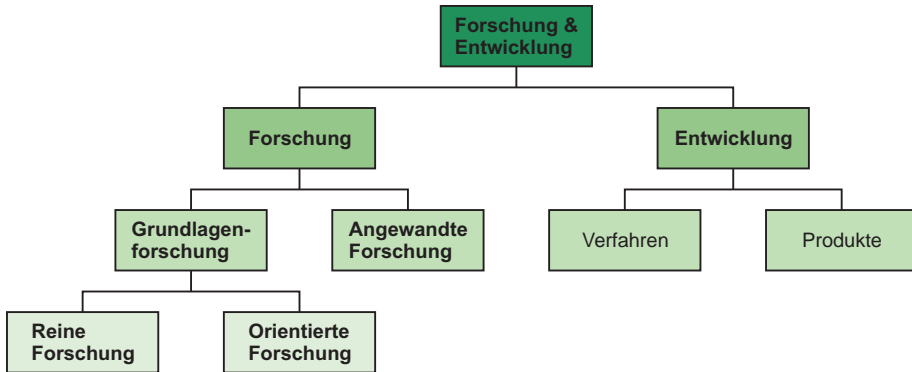 Forschung &
Entwicklung
Forschung
Entwicklung
Grundlagen-
forschung
Angewandte
Forschung
Verfahren
Produkte
Reine
Forschung
Orientierte
Forschung